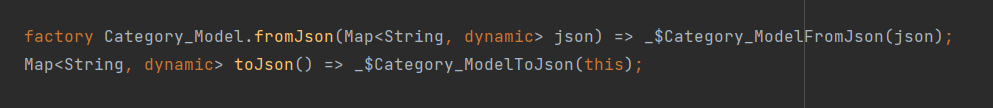 factory Category_Model.fromJson(Map<String, dynamic> json) => _$Category_ModelFromJson(json);
Map<String, dynamic> toJson() => _$Category_ModelToJson(this);